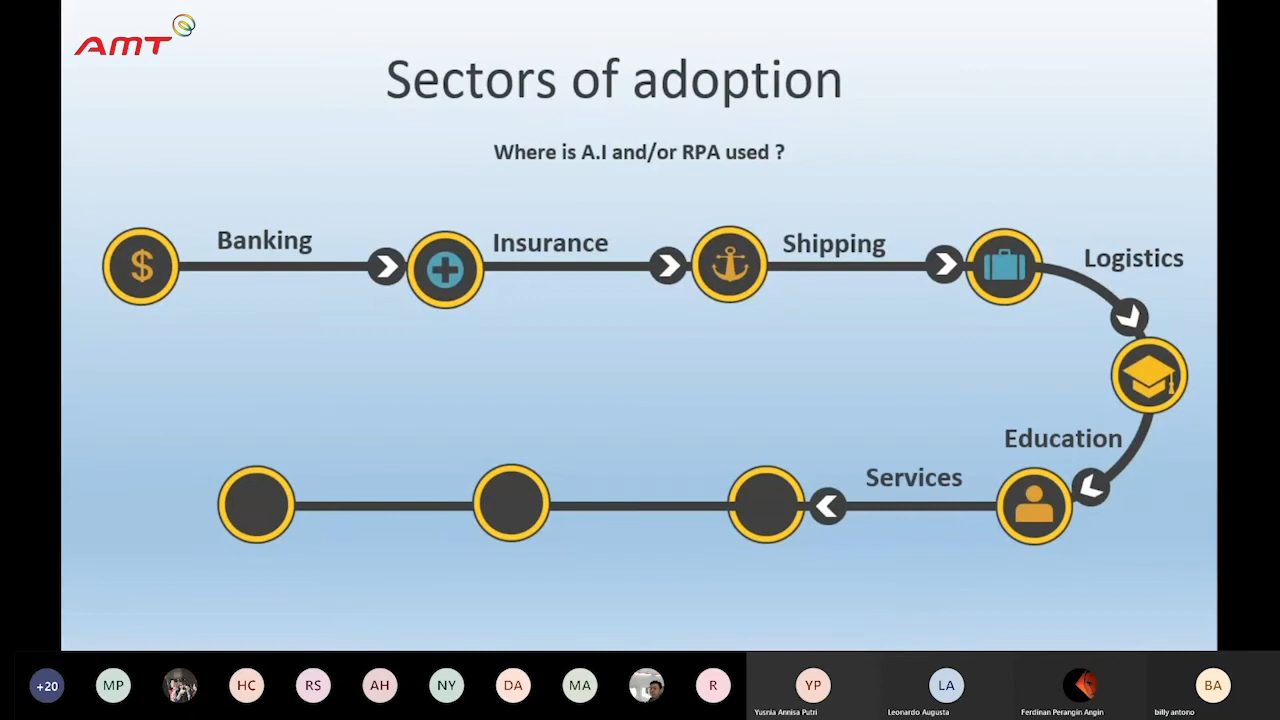 AMT
Sectors of adoption
Where is A.I and/or RPA used ?
$
Banking
Insurance
Shipping
Logistics
Education
Services
+20
MP
HC
RS
AH
NY
DA
MA
R
YP
LA
BA
Yusnia Annisa Putri
Leonardo Augusta
Ferdinan Perangin Angin
billy antono